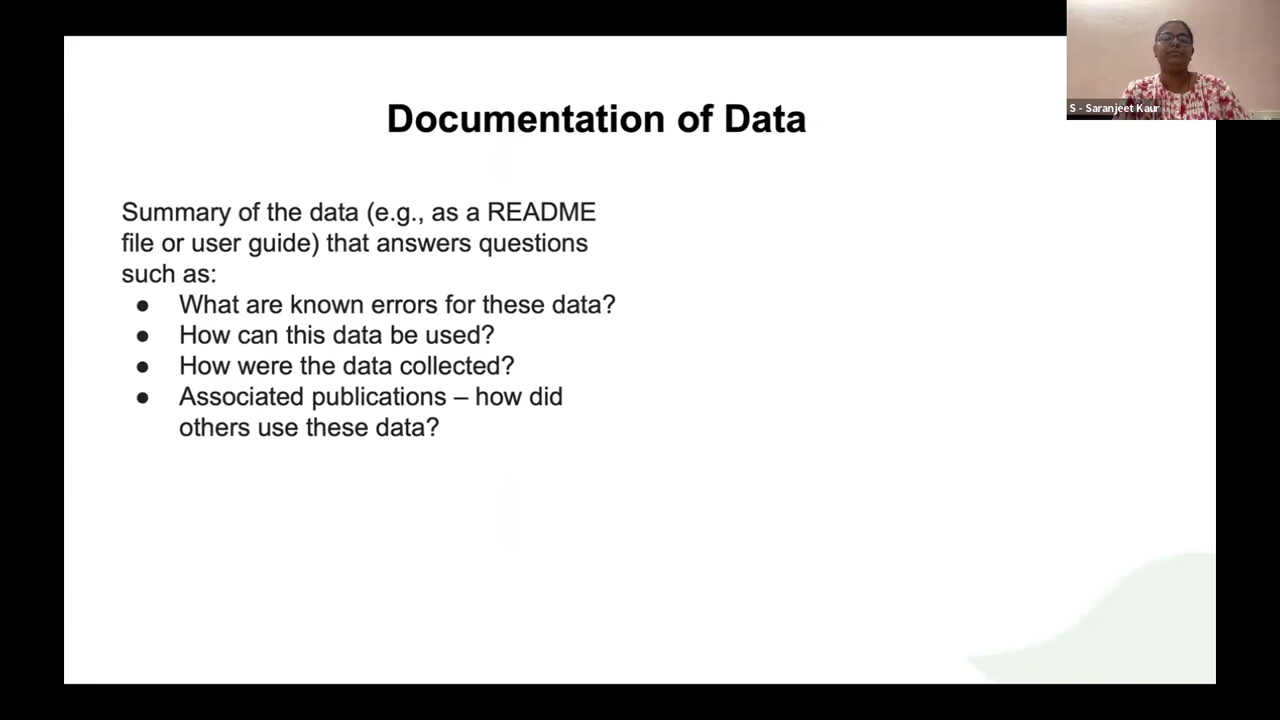 Documentation of Data
S - Saranjeet Kaur
Summary of the data (e.g., as a README
file or user guide) that answers questions
such as:
● What are known errors for these data?
● How can this data be used?
● How were the data collected?
● Associated publications – how did
others use these data?